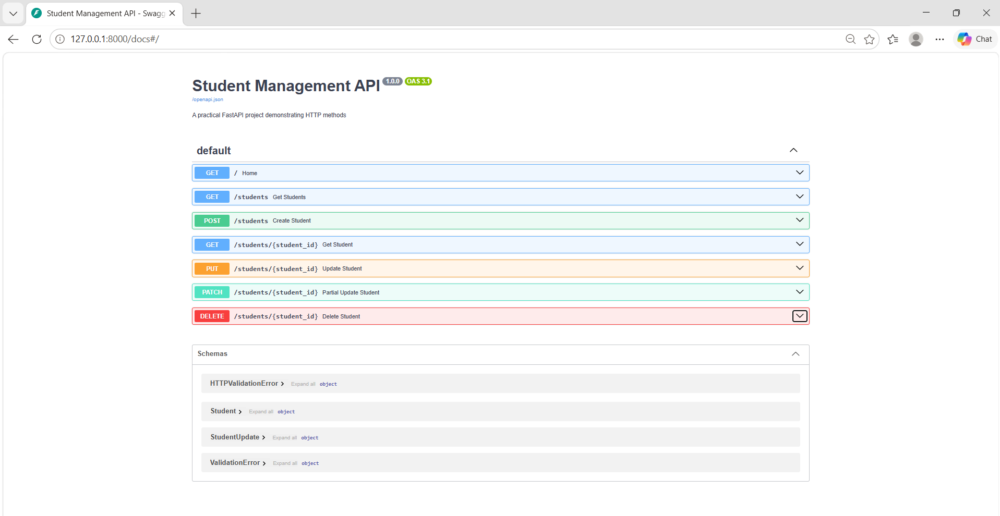 Student Management API - Swagg
127.0.0.1:8000/docs#/
Chat
Student Management API 1.0.0 OAS 3.1
/openapi.json
A practical FastAPI project demonstrating HTTP methods
default
GET / Home
GET /students Get Students
POST /students Create Student
GET /students/{student_id} Get Student
PUT /students/{student_id} Update Student
PATCH /students/{student_id} Partial Update Student
DELETE /students/{student_id} Delete Student
Schemas
HTTPValidationError Expand all object
Student Expand all object
StudentUpdate Expand all object
ValidationError Expand all object